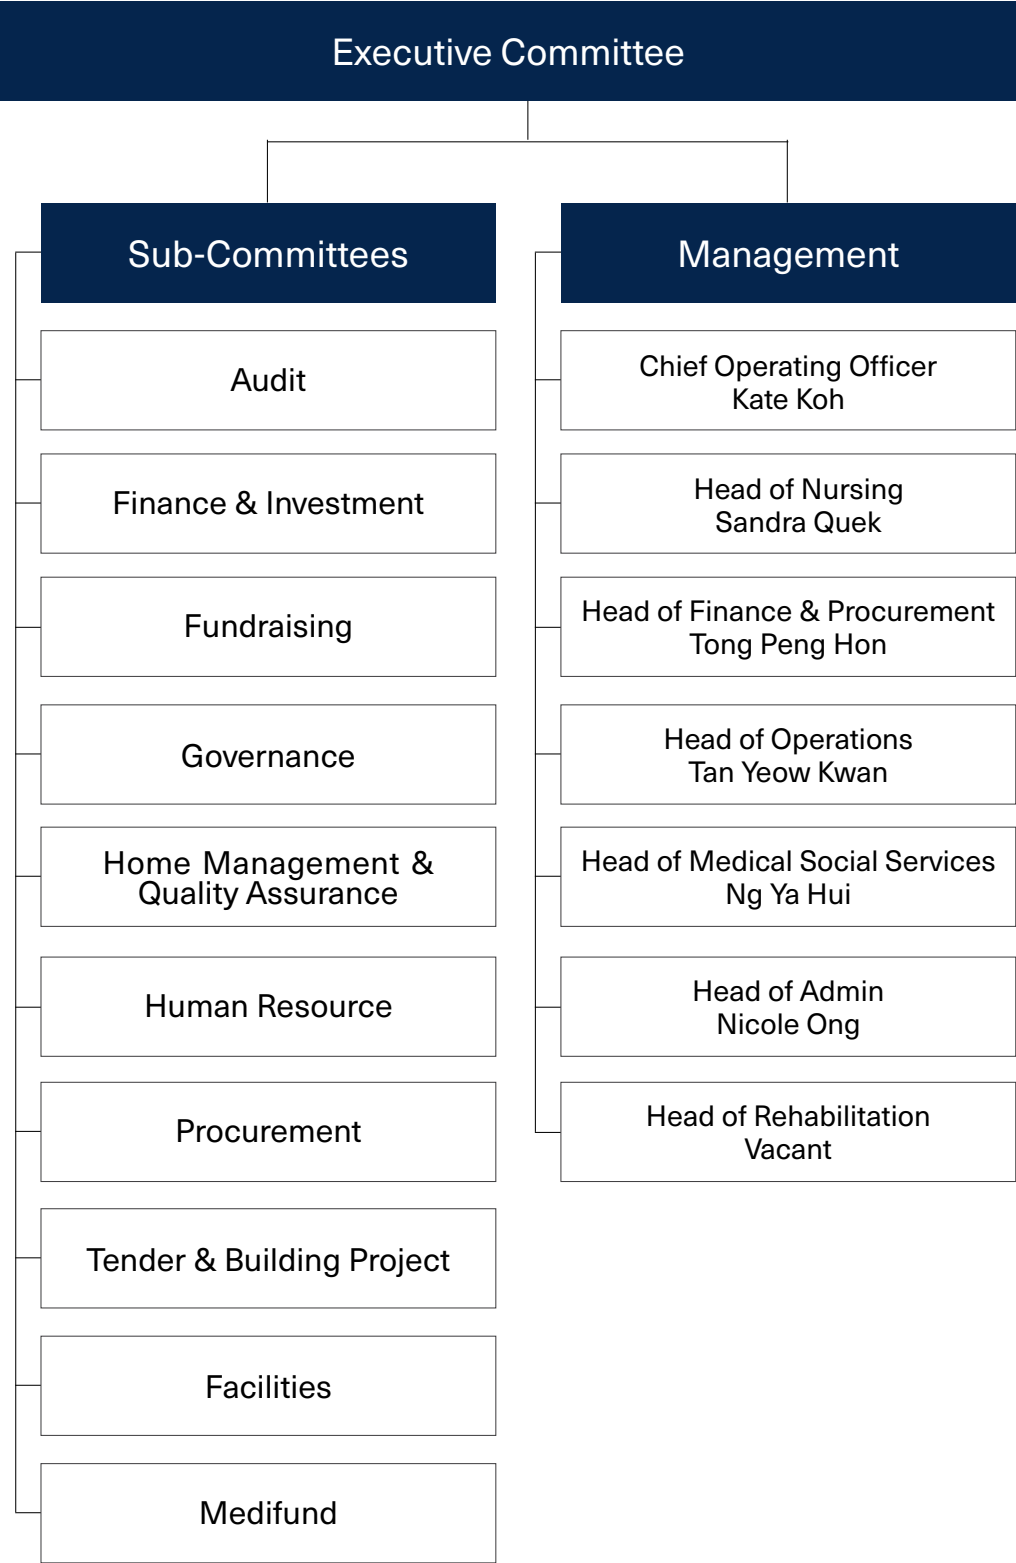 Executive Committee
Sub-Committees
Audit
Finance & Investment
Fundraising
Governance
Home Management &
Quality Assurance
Human Resource
Procurement
Tender & Building Project
Facilities
Medifund
Management
Chief Operating Officer
Kate Koh
Head of Nursing
Sandra Quek
Head of Finance & Procurement
Tong Peng Hon
Head of Operations
Tan Yeow Kwan
Head of Medical Social Services
Ng Ya Hui
Head of Admin
Nicole Ong
Head of Rehabilitation
Vacant